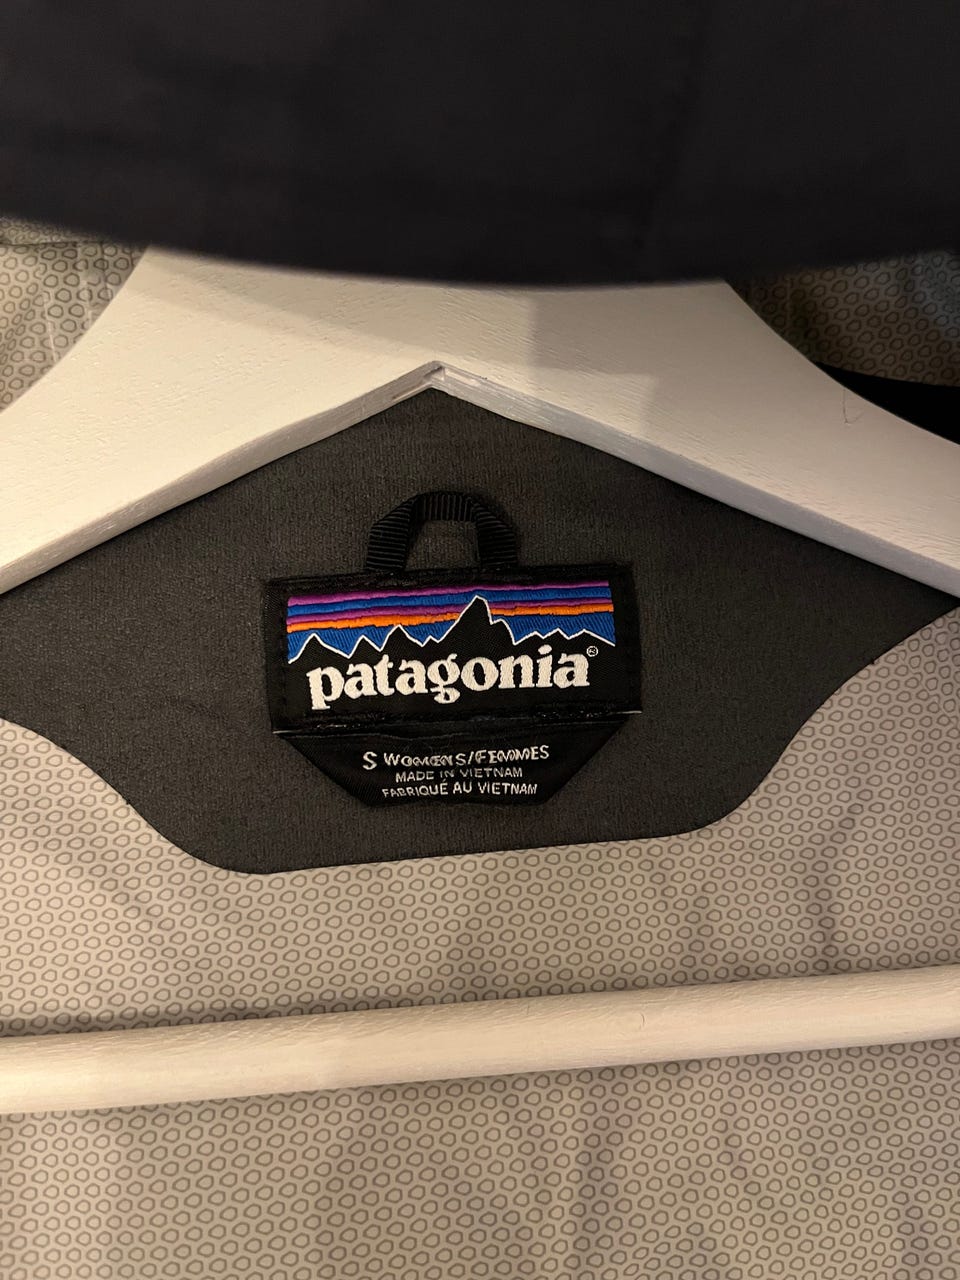 patagonia®
S WOMENS/FEMMES
MADE IN VIETNAM
FABRIQUÉ AU VIETNAM